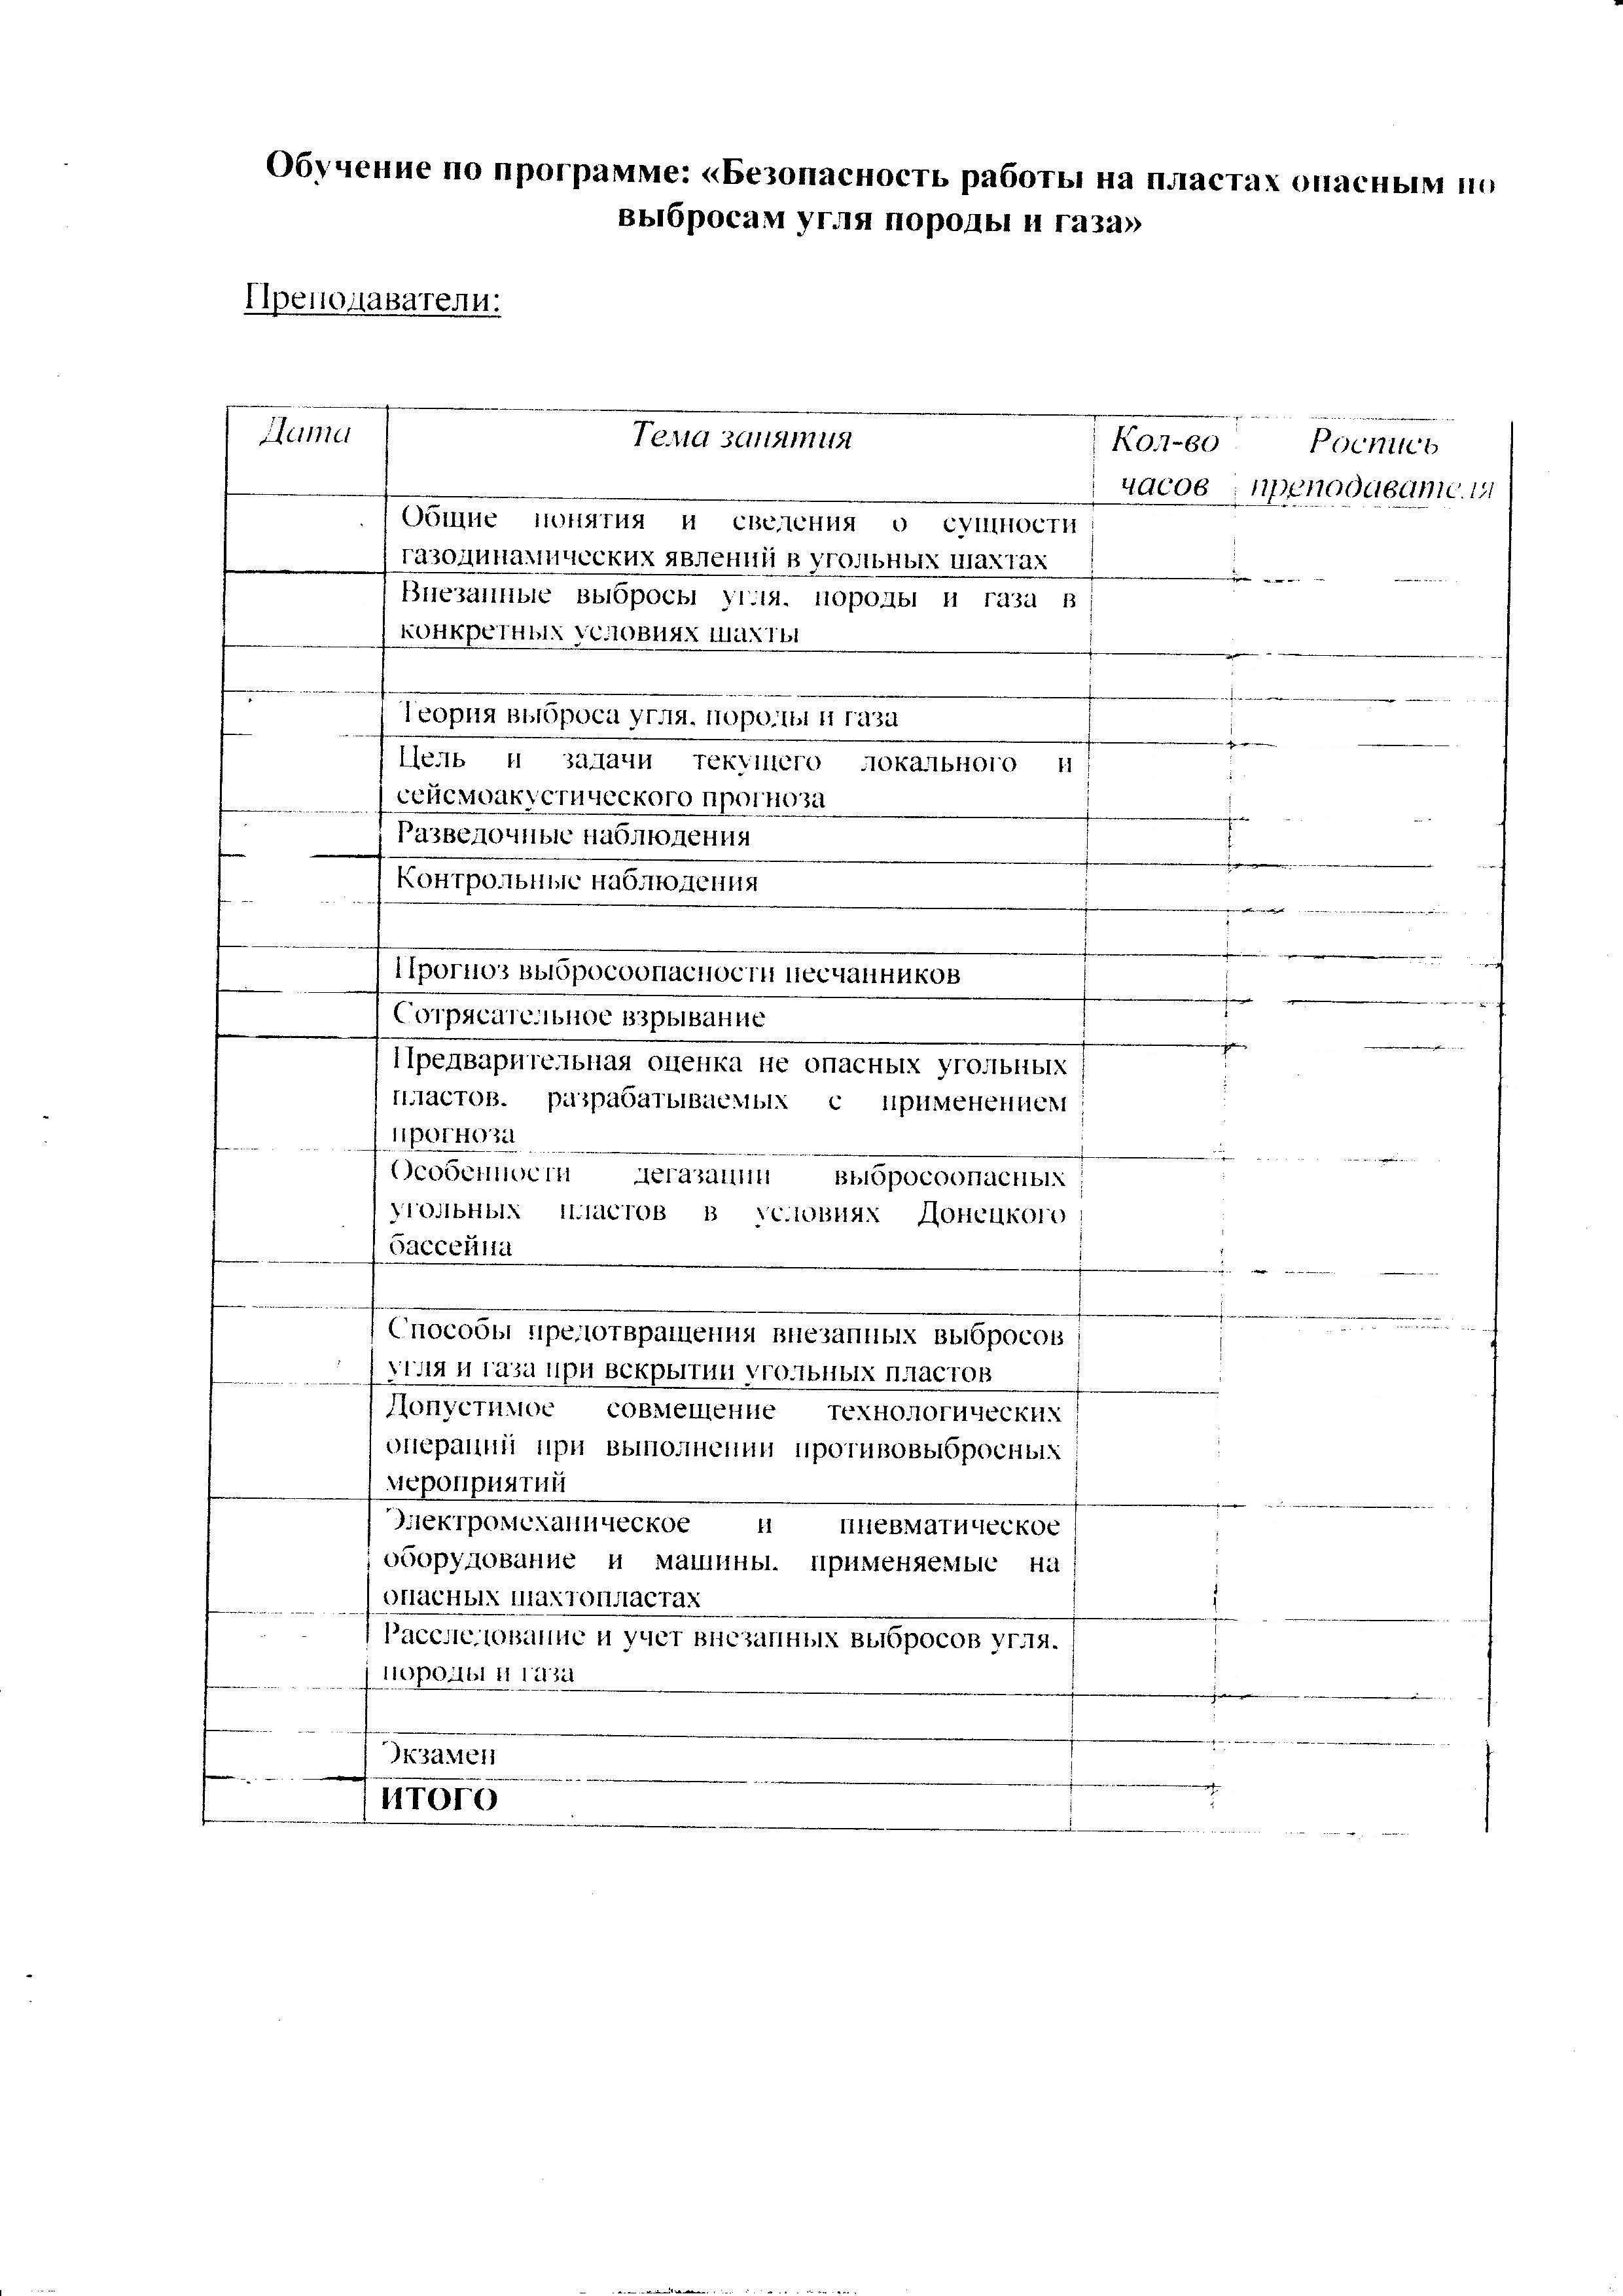 Обучение по программе: «Безопасность работы на пластах опасным по
выбросам угля породы и газа»
Преподаватели:
Дата Тема занятия Кол-во Роспись
часов преподавателя
Общие понятия и сведения о сущности
газодинамических явлений в угольных шахтах
Внезапные выбросы угля, породы и газа в
конкретных условиях шахты
Теория выброса угля, породы и газа
Цель и задачи текущего локального и
сейсмоакустического прогноза
Разведочные наблюдения
Контрольные наблюдения
Прогноз выбросоопасности песчанников
Сотрясательное взрывание
Предварительная оценка не опасных угольных
пластов, разрабатываемых с применением
прогноза
Особенности дегазации выбросоопасных
угольных пластов в условиях Донецкого
бассейна
Способы предотвращения внезапных выбросов
угля и газа при вскрытии угольных пластов
Допустимое совмещение технологических
операций при выполнении противовыбросных
мероприятий
Электромеханическое и пневматическое
оборудование и машины, применяемые на
опасных шахтопластах
Расследование и учет внезапных выбросов угля,
породы и газа
Экзамен
ИТОГО